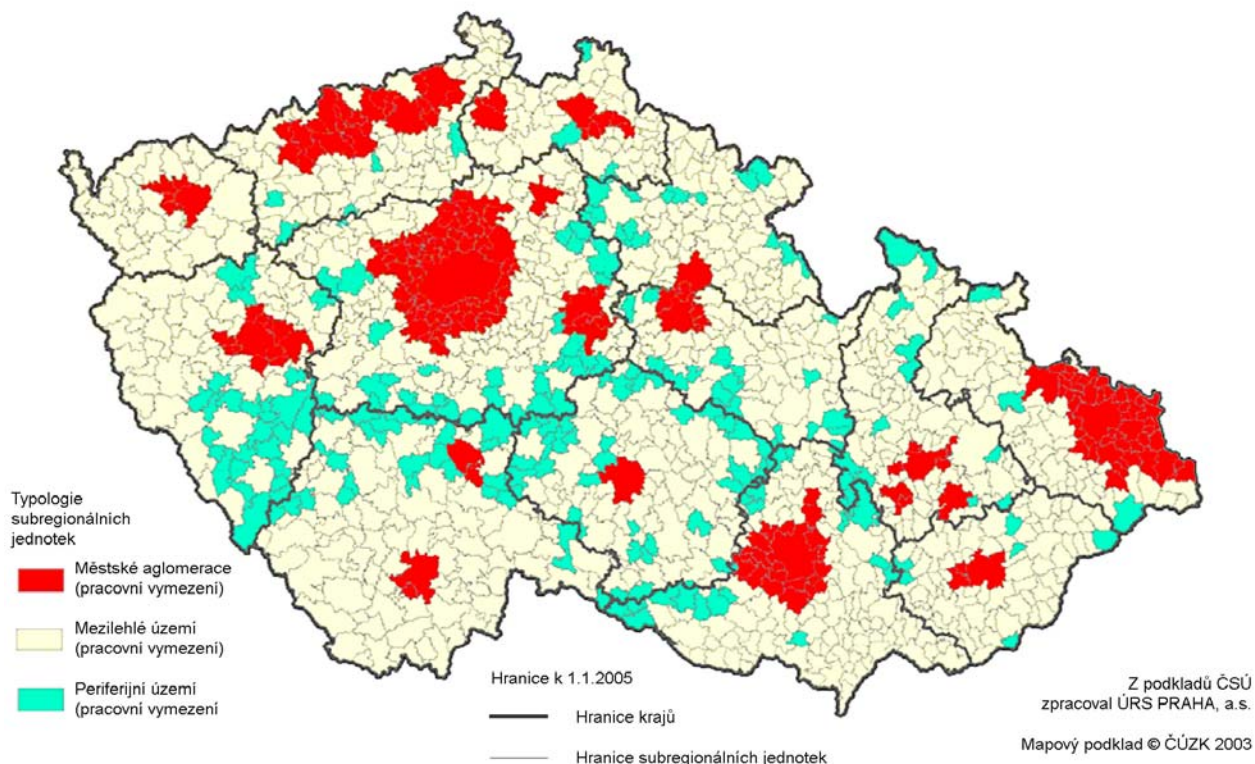 Typologie
subregionálních
jednotek
Městské aglomerace
(pracovní vymezení)
Mezilehlé území
(pracovní vymezení)
Periferijní území
(pracovní vymezení
Hranice k 1.1.2005
Hranice krajů
Hranice subregionálních jednotek
Z podkladů ČSÚ
zpracoval ÚRS PRAHA, a.s.
Mapový podklad © ČÚZK 2003